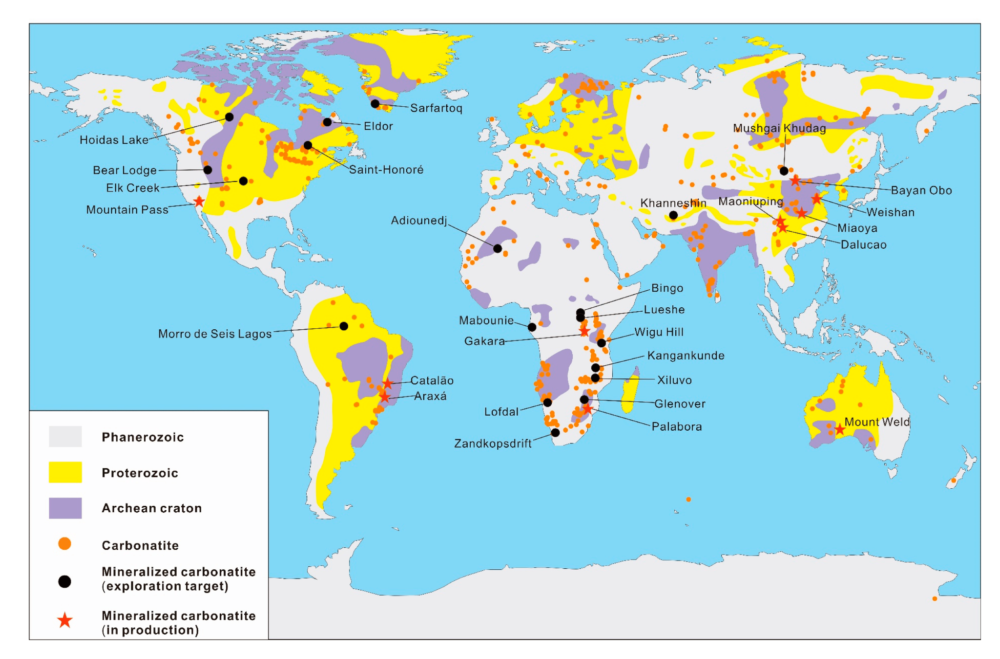 Sarfartoq
Eldor
Mushgai Khudag
Hoidas Lake
Bear Lodge
Saint-Honoré
Elk Creek
Bayan Obo
Khanneshin
Maoniuping
Mountain Pass
Weishan
Adiounedj
Miaoya
Dalucao
Bingo
Lueshe
Mabounie
Wigu Hill
Morro de Seis Lagos
Gakara
Kangankunde
Catalão
Xiluvo
Araxá
Glenover
Lofdal
Mount Weld
Palabora
Zandkopsdrift
Phanerozoic
Proterozoic
Archean craton
Carbonatite
Mineralized carbonatite
(exploration target)
Mineralized carbonatite
(in production)